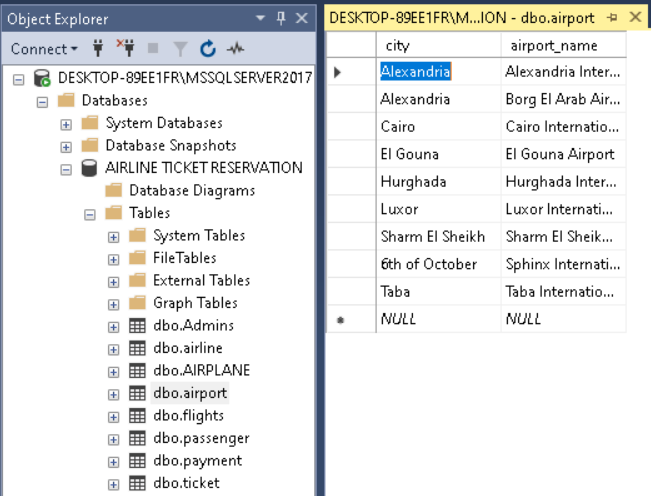 Object Explorer
Connect
DESKTOP-89EE1FR\MSSQLSERVER2017
Databases
System Databases
Database Snapshots
AIRLINE TICKET RESERVATION
Database Diagrams
Tables
System Tables
FileTables
External Tables
Graph Tables
dbo.Admins
dbo.airline
dbo.AIRPLANE
dbo.airport
dbo.flights
dbo.passenger
dbo.payment
dbo.ticket
DESKTOP-89EE1FR\M...ION - dbo.airport
city airport_name
Alexandria Alexandria Inter...
Alexandria Borg El Arab Air...
Cairo Cairo Internatio...
El Gouna El Gouna Airport
Hurghada Hurghada Inter...
Luxor Luxor Internati...
Sharm El Sheikh Sharm El Sheik...
6th of October Sphinx Internati...
Taba Taba Internatio...
NULL NULL